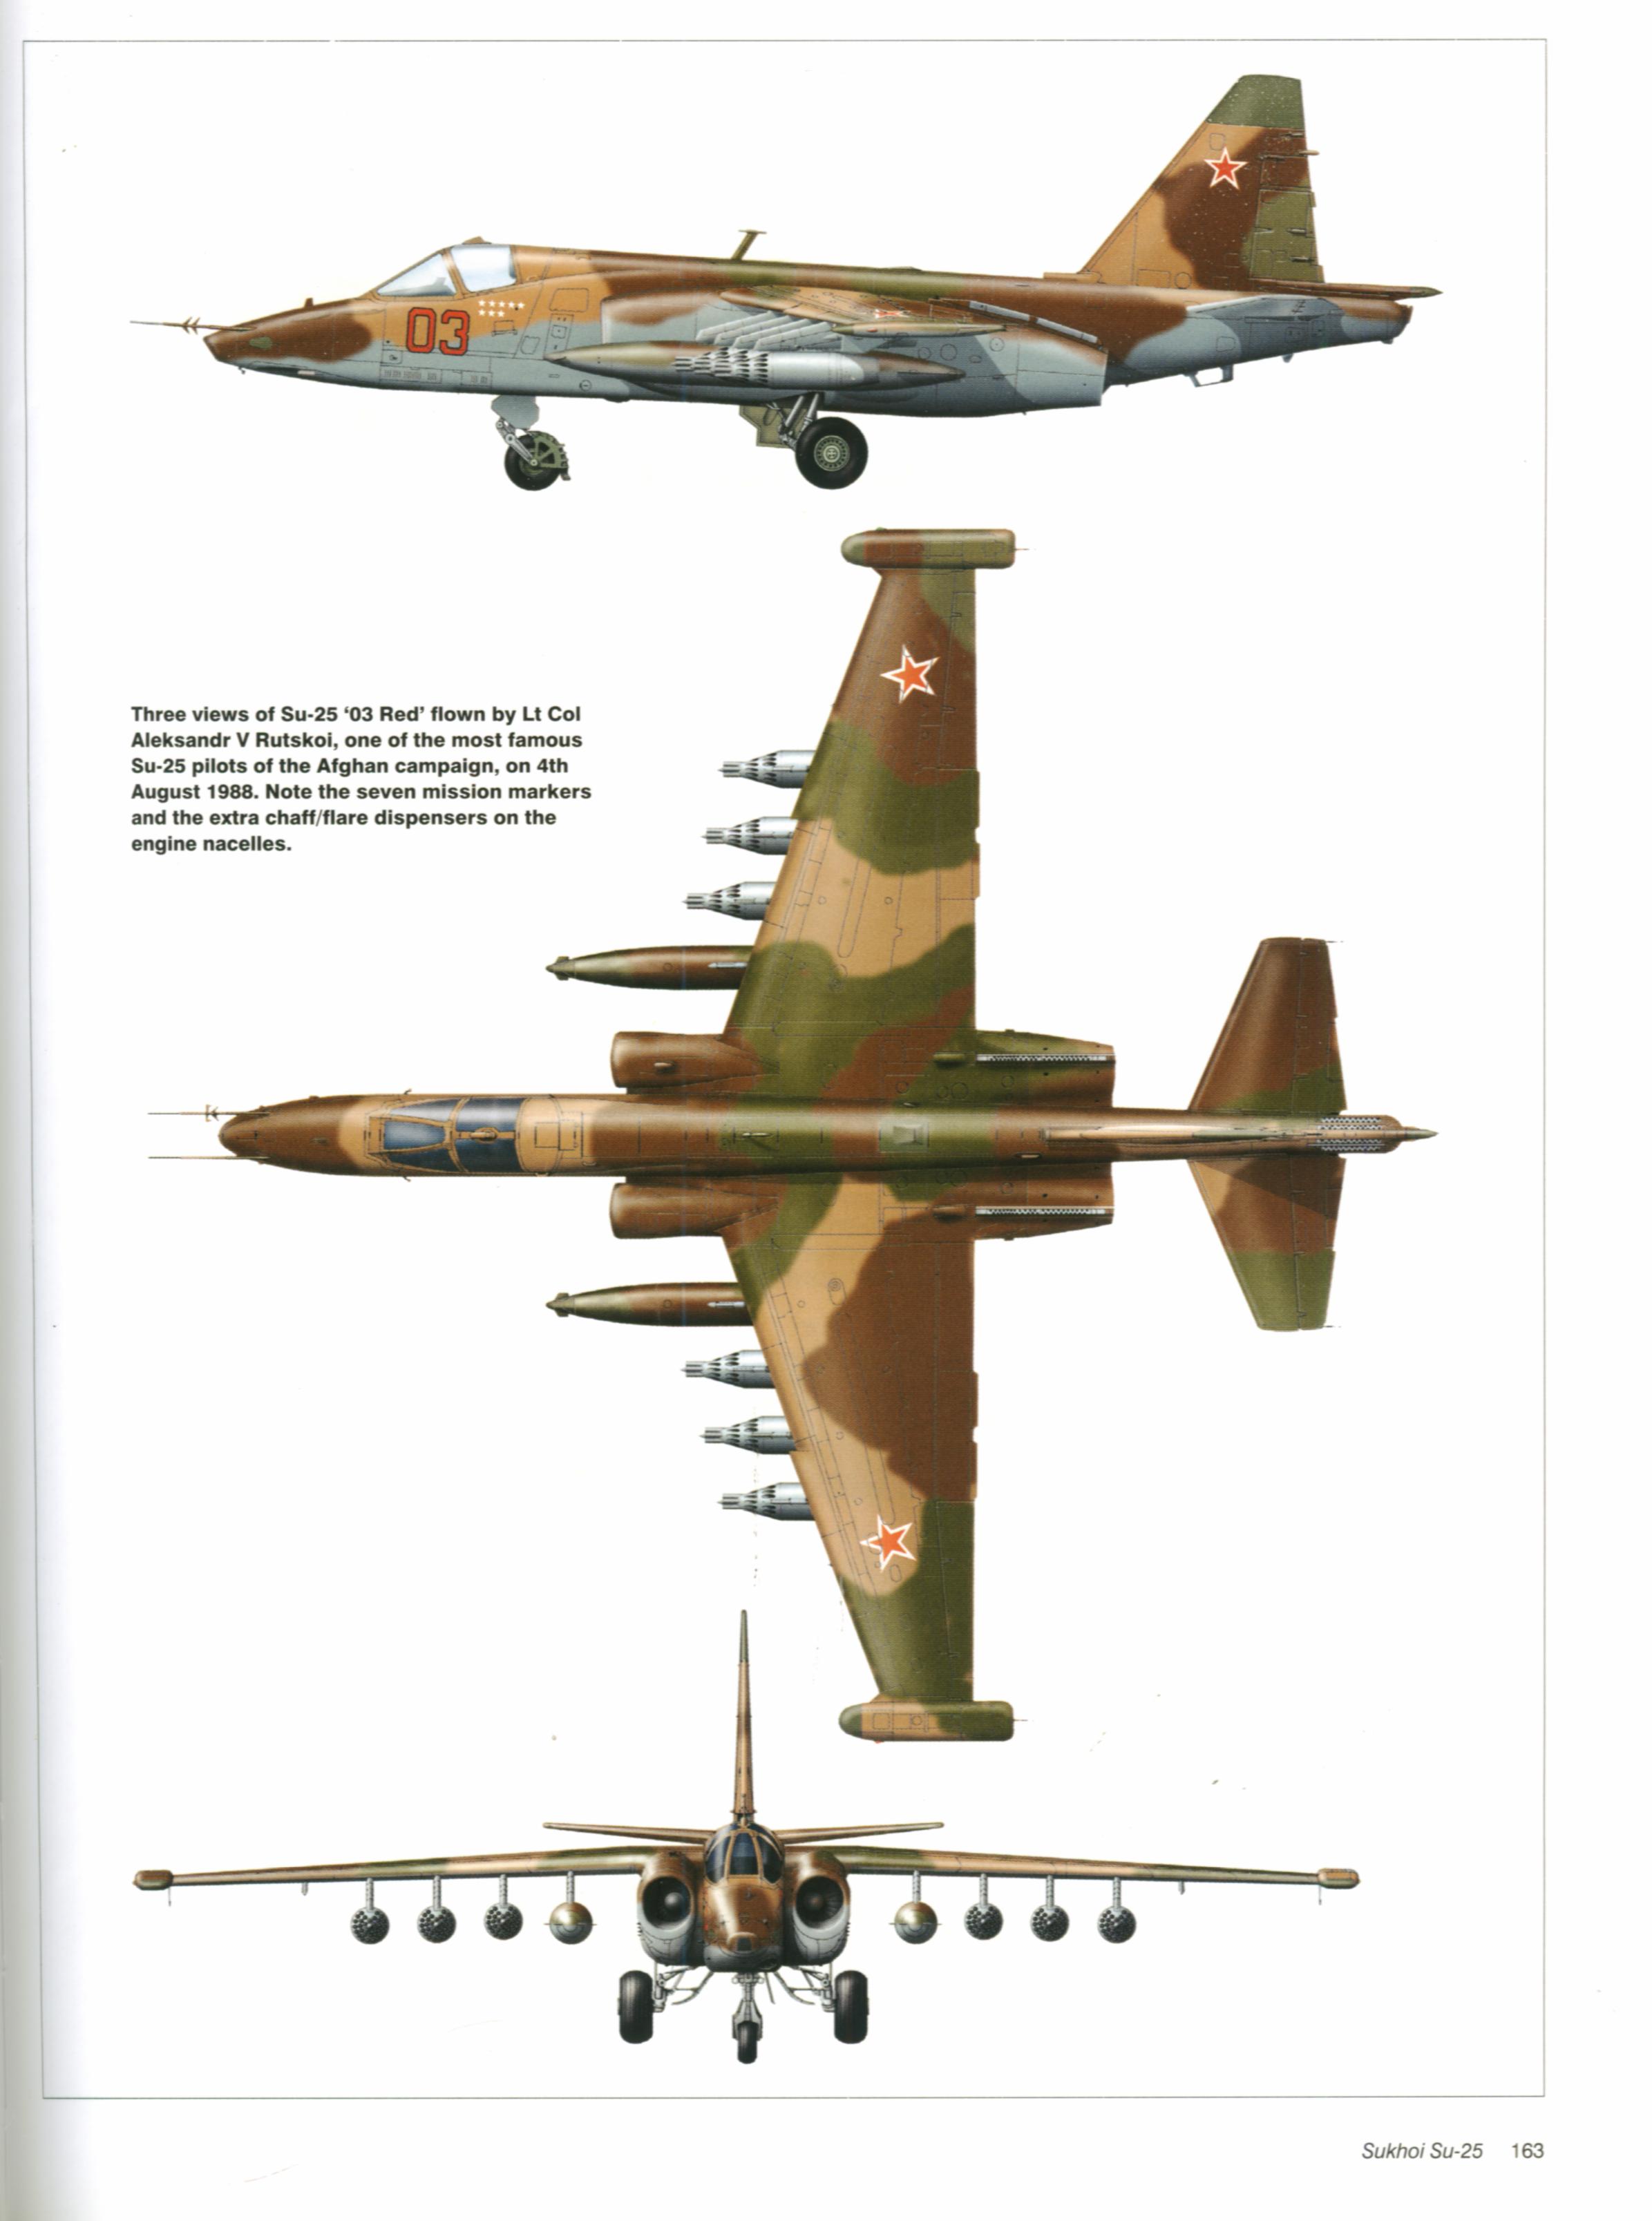 03
Three views of Su-25 ‘03 Red’ flown by Lt Col
Aleksandr V Rutskoi, one of the most famous
Su-25 pilots of the Afghan campaign, on 4th
August 1988. Note the seven mission markers
and the extra chaff/flare dispensers on the
engine nacelles.
Sukhoi Su-25 163